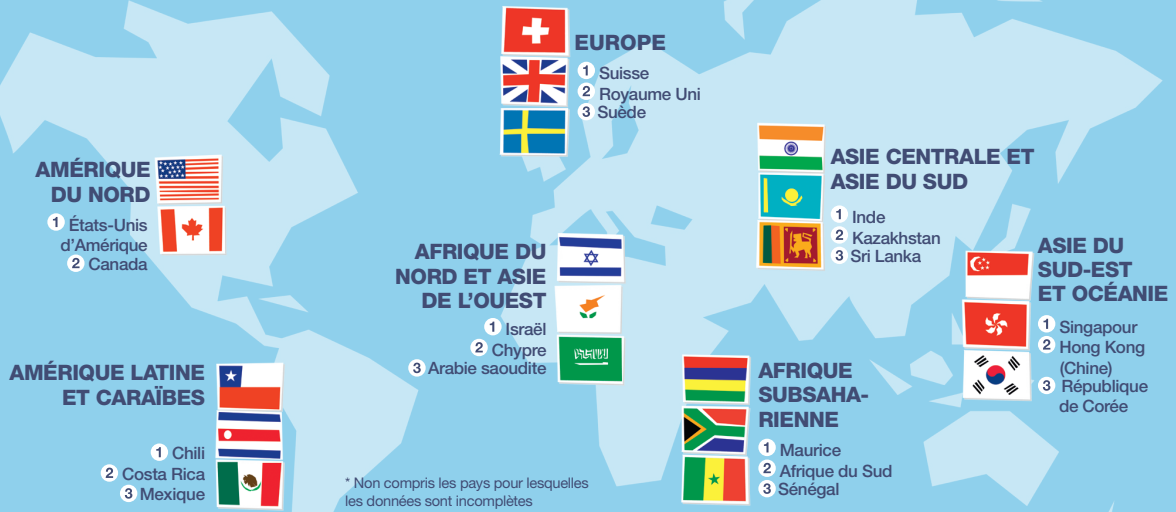 EUROPE
1 Suisse
2 Royaume Uni
3 Suède
AMÉRIQUE
DU NORD
1 États-Unis
d'Amérique
2 Canada
ASIE CENTRALE ET
ASIE DU SUD
1 Inde
2 Kazakhstan
3 Sri Lanka
AFRIQUE DU
NORD ET ASIE
DE L'OUEST
1 Israël
2 Chypre
3 Arabie saoudite
ASIE DU
SUD-EST
ET OCÉANIE
1 Singapour
2 Hong Kong
(Chine)
3 République
de Corée
AMÉRIQUE LATINE
ET CARAÏBES
1 Chili
2 Costa Rica
3 Mexique
AFRIQUE
SUBSAHA-
RIENNE
1 Maurice
2 Afrique du Sud
3 Sénégal
* Non compris les pays pour lesquelles
les données sont incomplètes